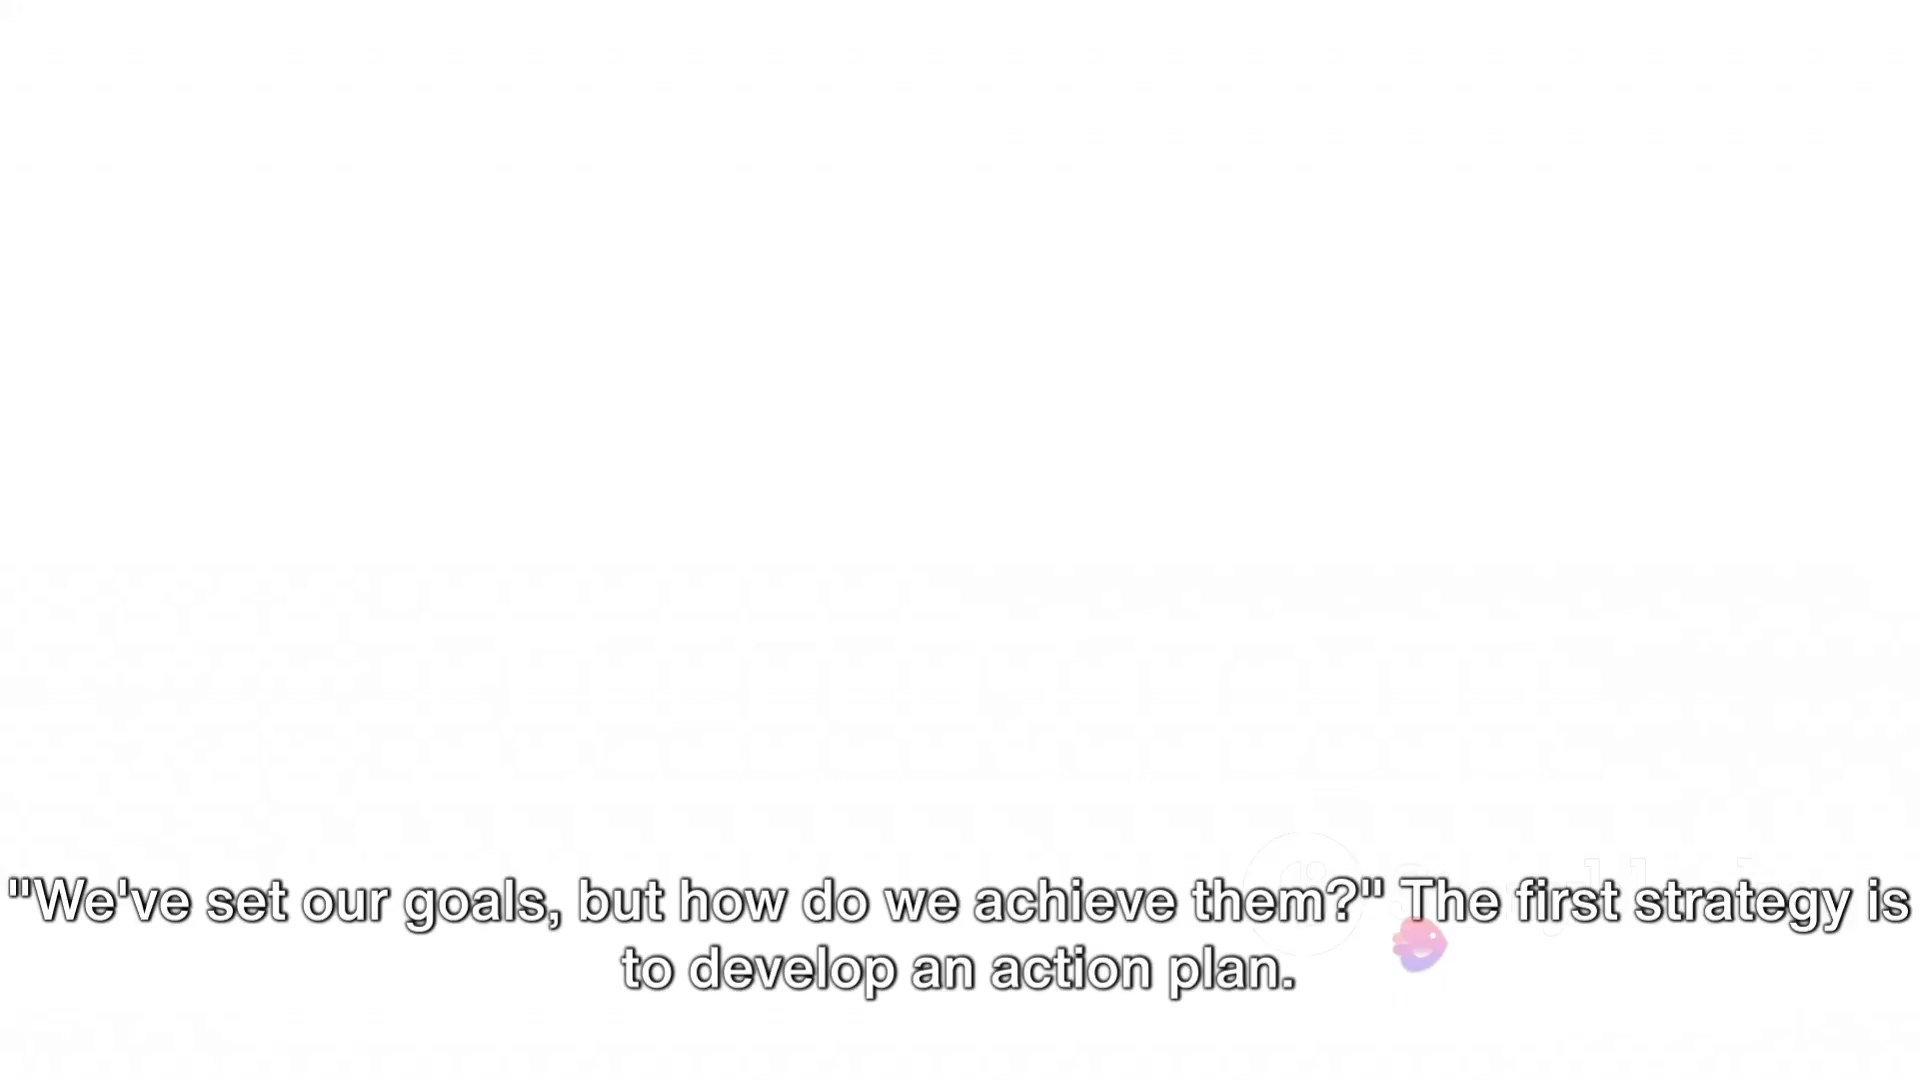 "We've set our goals, but how do we achieve them?" The first strategy is
to develop an action plan.